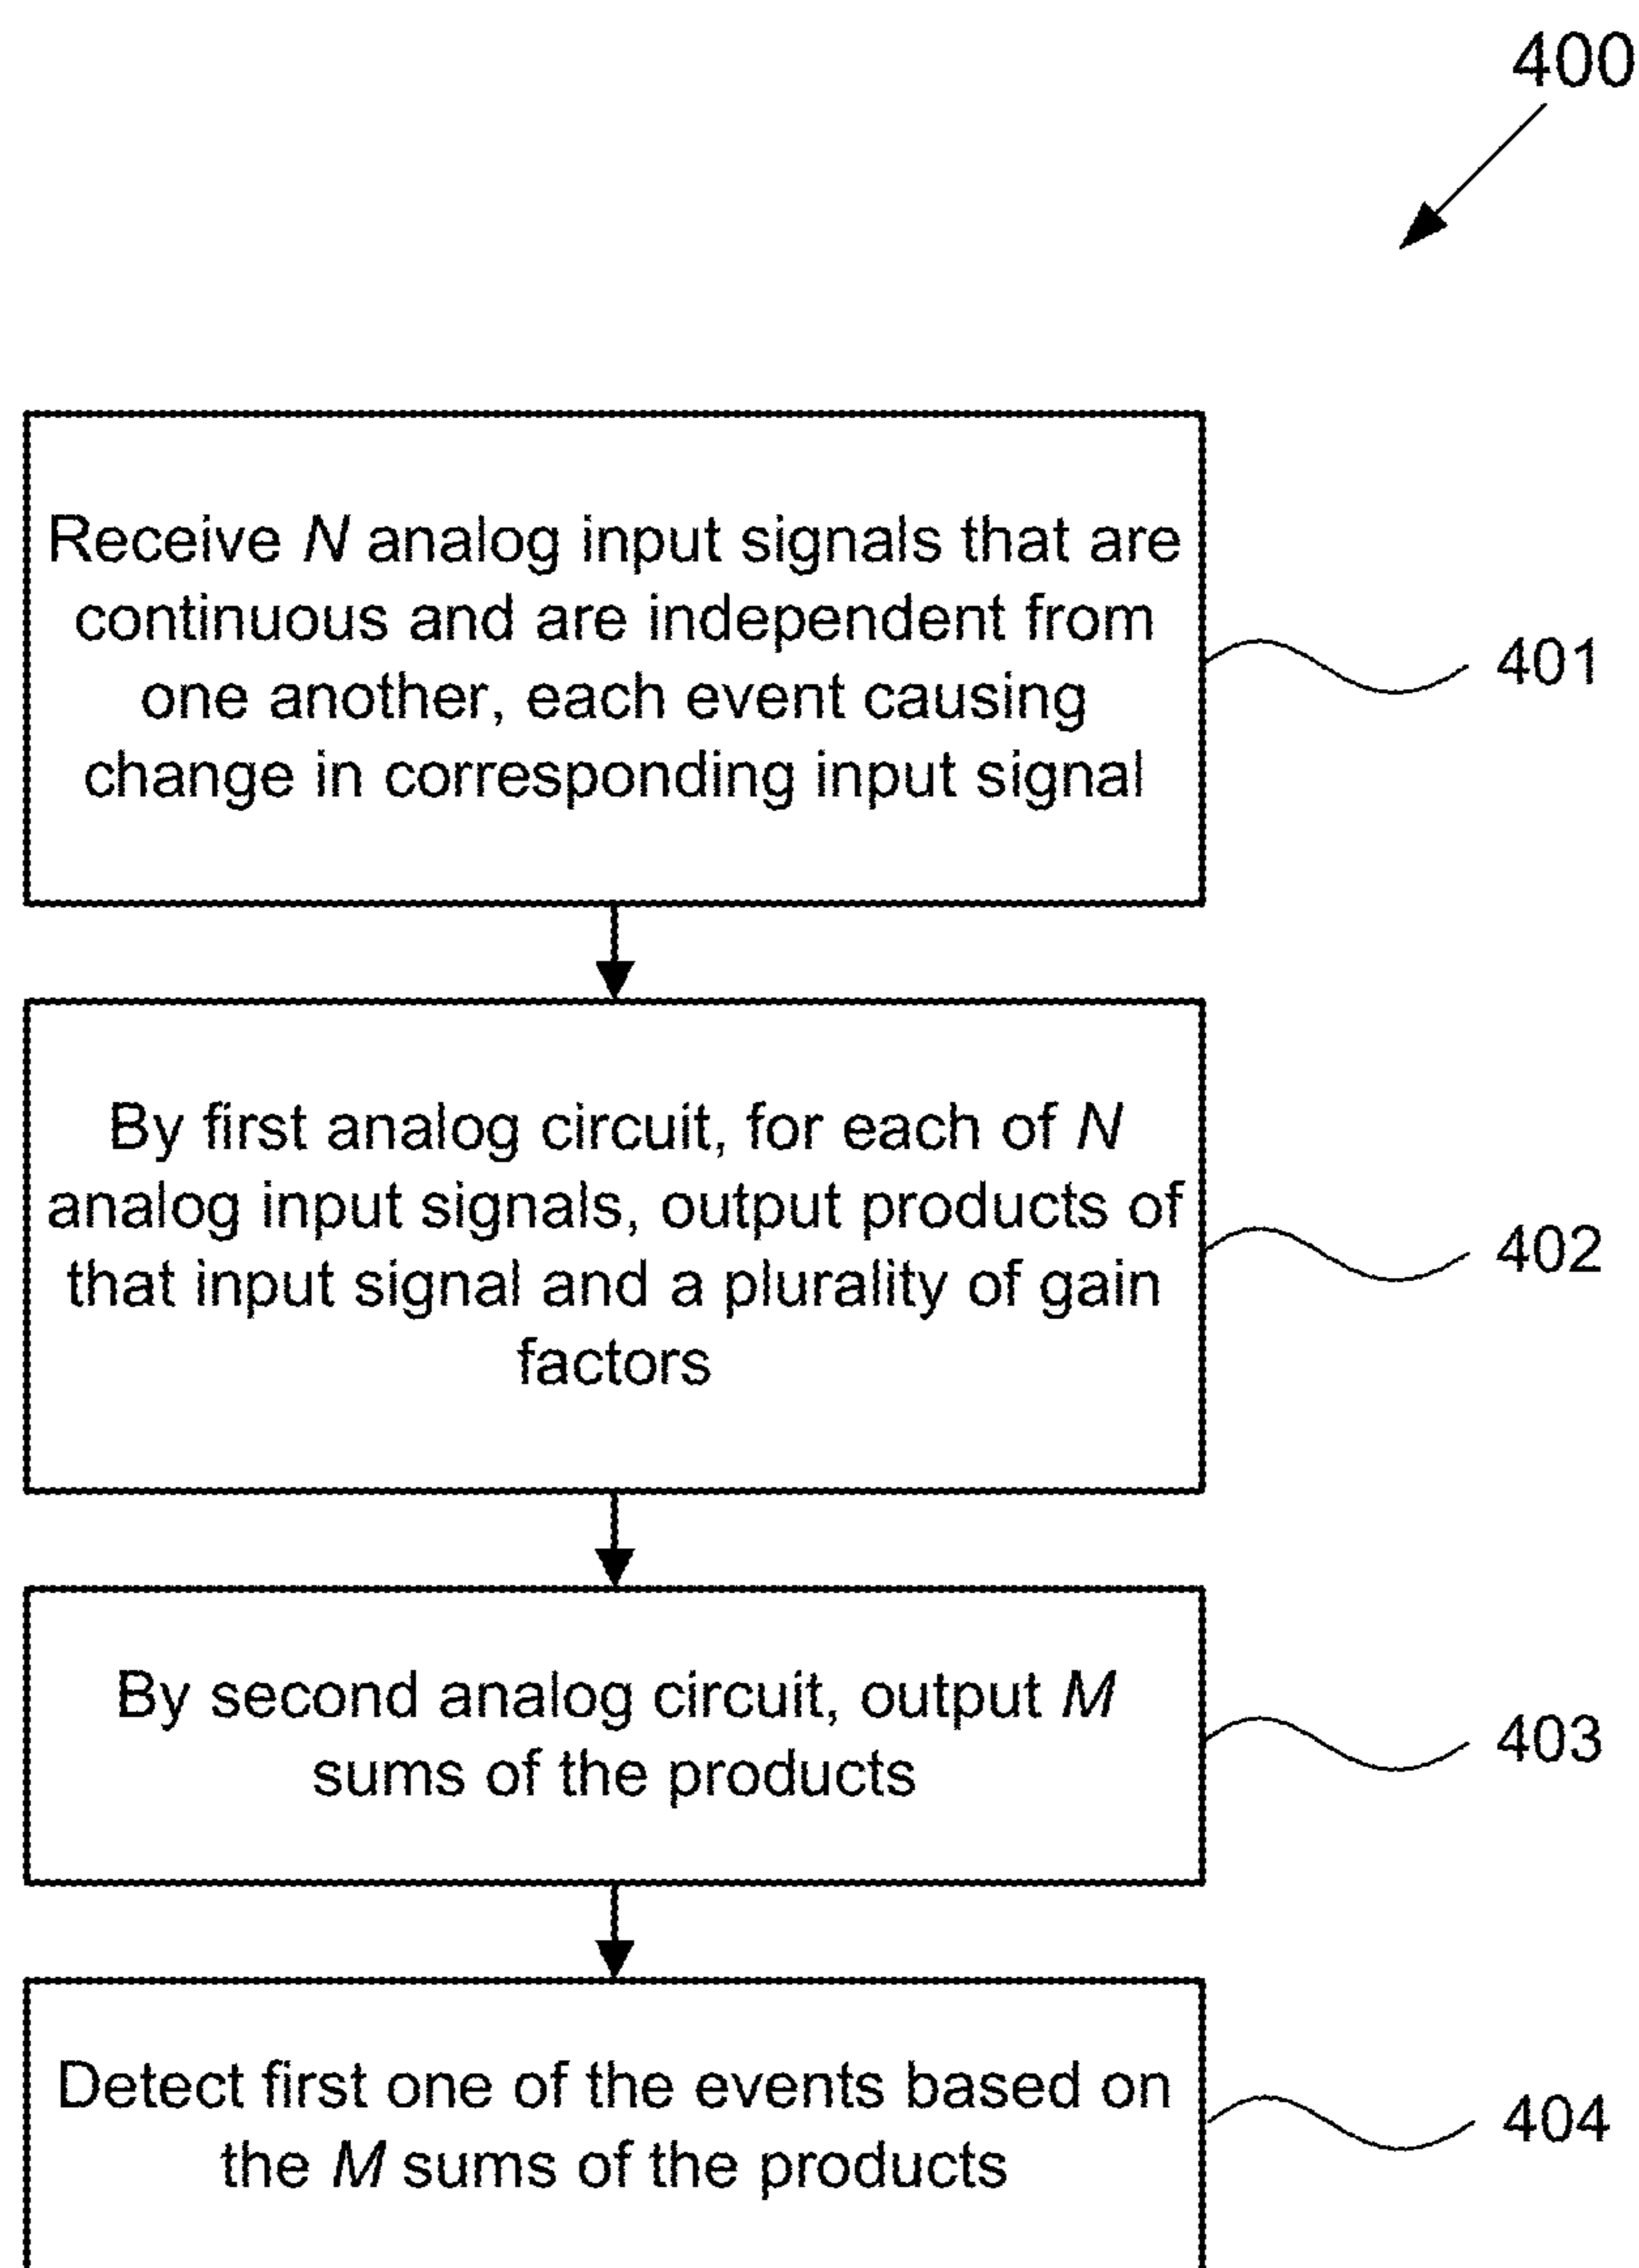 400
Receive N analog input signals that are
continuous and are independent from
one another, each event causing
change in corresponding input signal
401
By first analog circuit, for each of N
analog input signals, output products of
that input signal and a plurality of gain
factors
402
By second analog circuit, output M
sums of the products
403
Detect first one of the events based on
the M sums of the products
404